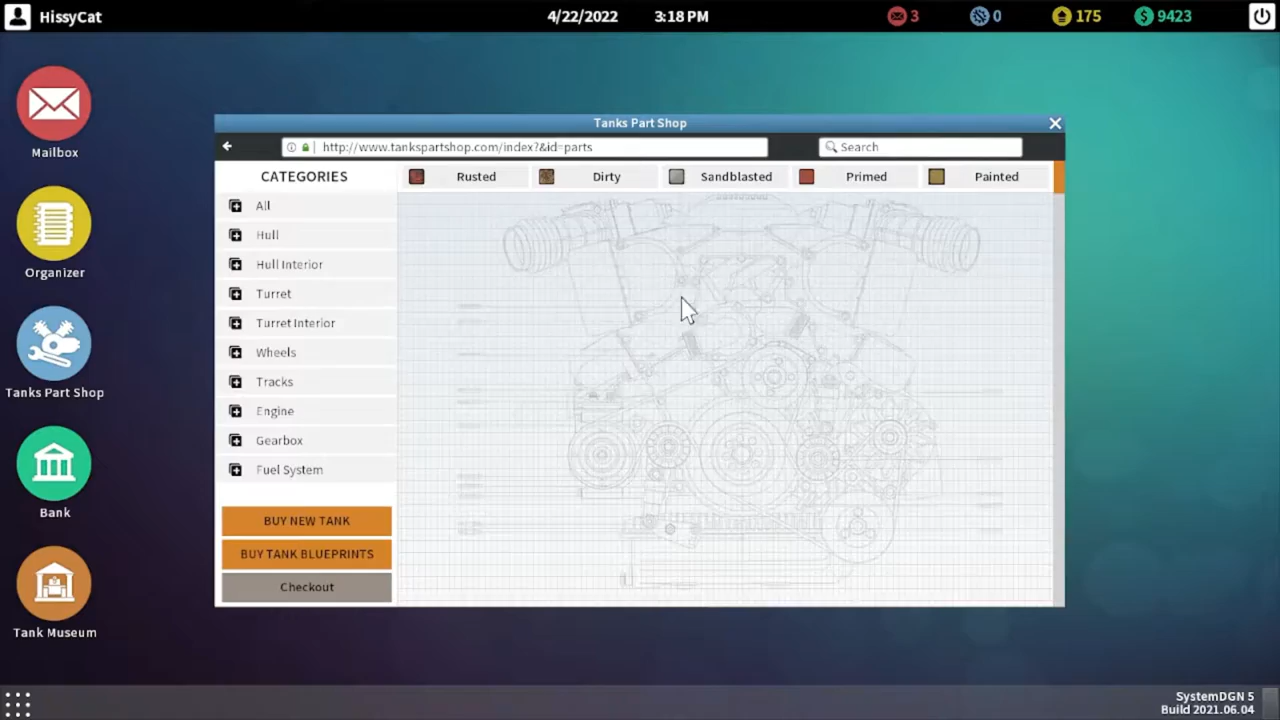 HissyCat
4/22/2022 3:18 PM 3 0 175 9423
Mailbox
Organizer
Tanks Part Shop
Bank
Tank Museum
Tanks Part Shop
http://www.tankspartshop.com/index?&id=parts Search
CATEGORIES
All
Hull
Hull Interior
Turret
Turret Interior
Wheels
Tracks
Engine
Gearbox
Fuel System
BUY NEW TANK
BUY TANK BLUEPRINTS
Checkout
Rusted Dirty Sandblasted Primed Painted
SystemDGN 5
Build 2021.06.04